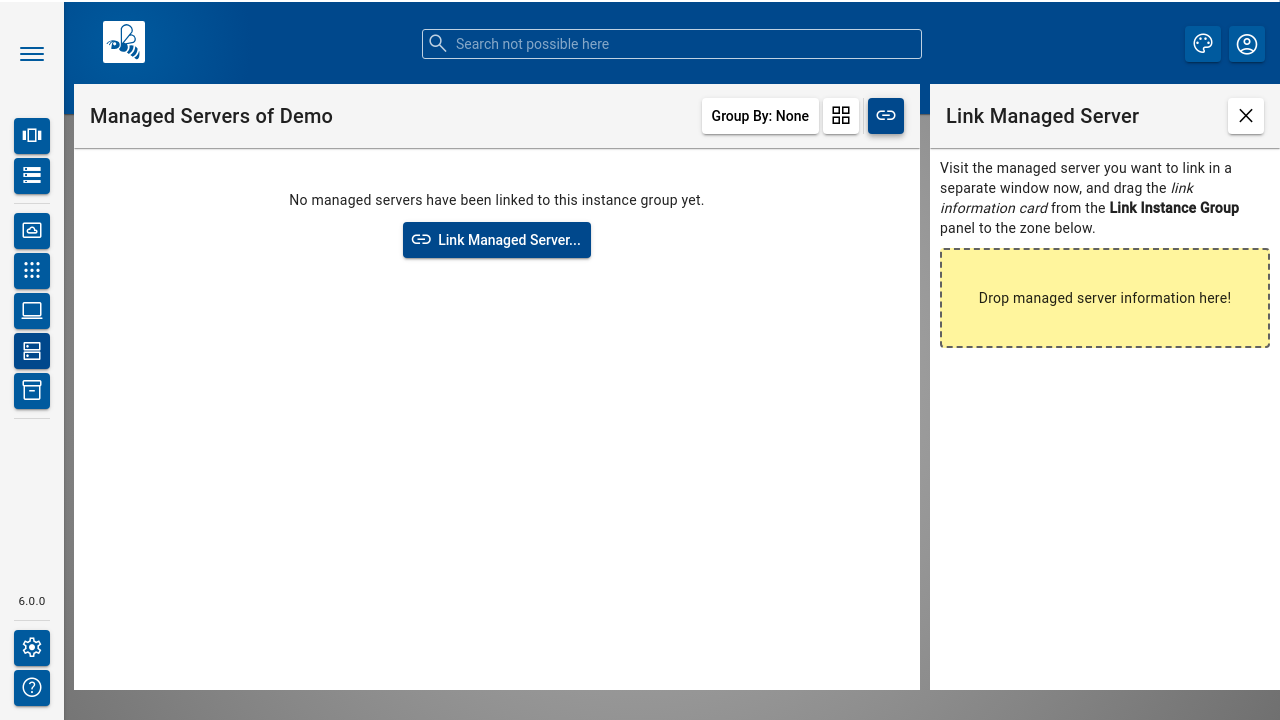 Search not possible here
Managed Servers of Demo
Group By: None
Link Managed Server
No managed servers have been linked to this instance group yet.
Link Managed Server...
Visit the managed server you want to link in a
separate window now, and drag the link
information card from the Link Instance Group
panel to the zone below.
Drop managed server information here!
6.0.0